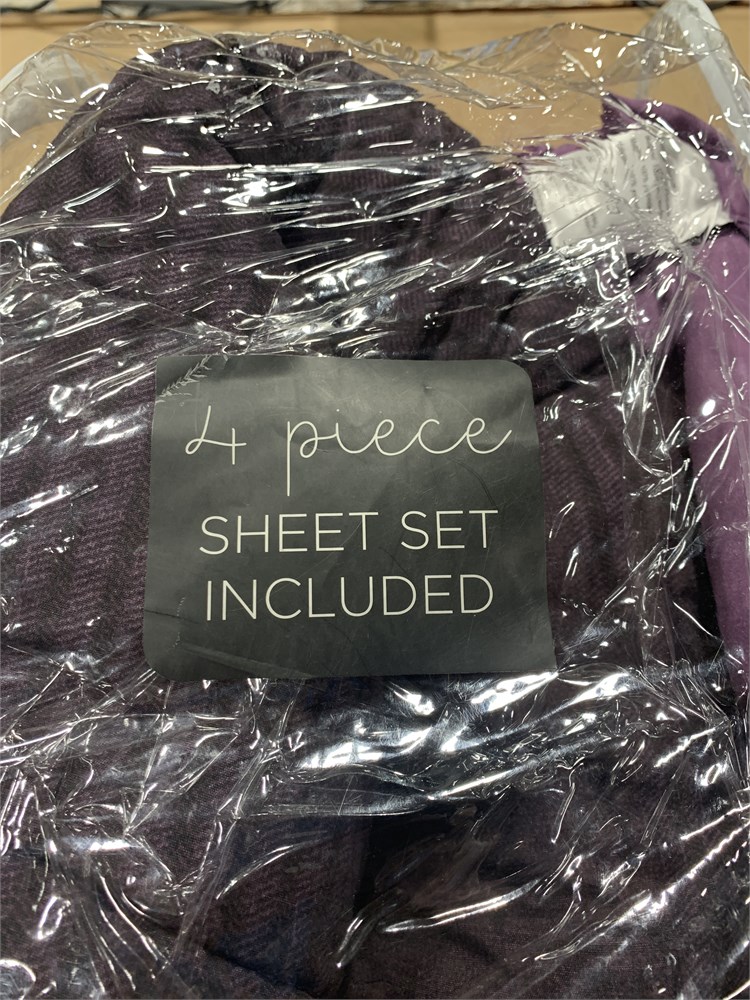 4 piece
SHEET SET
INCLUDED